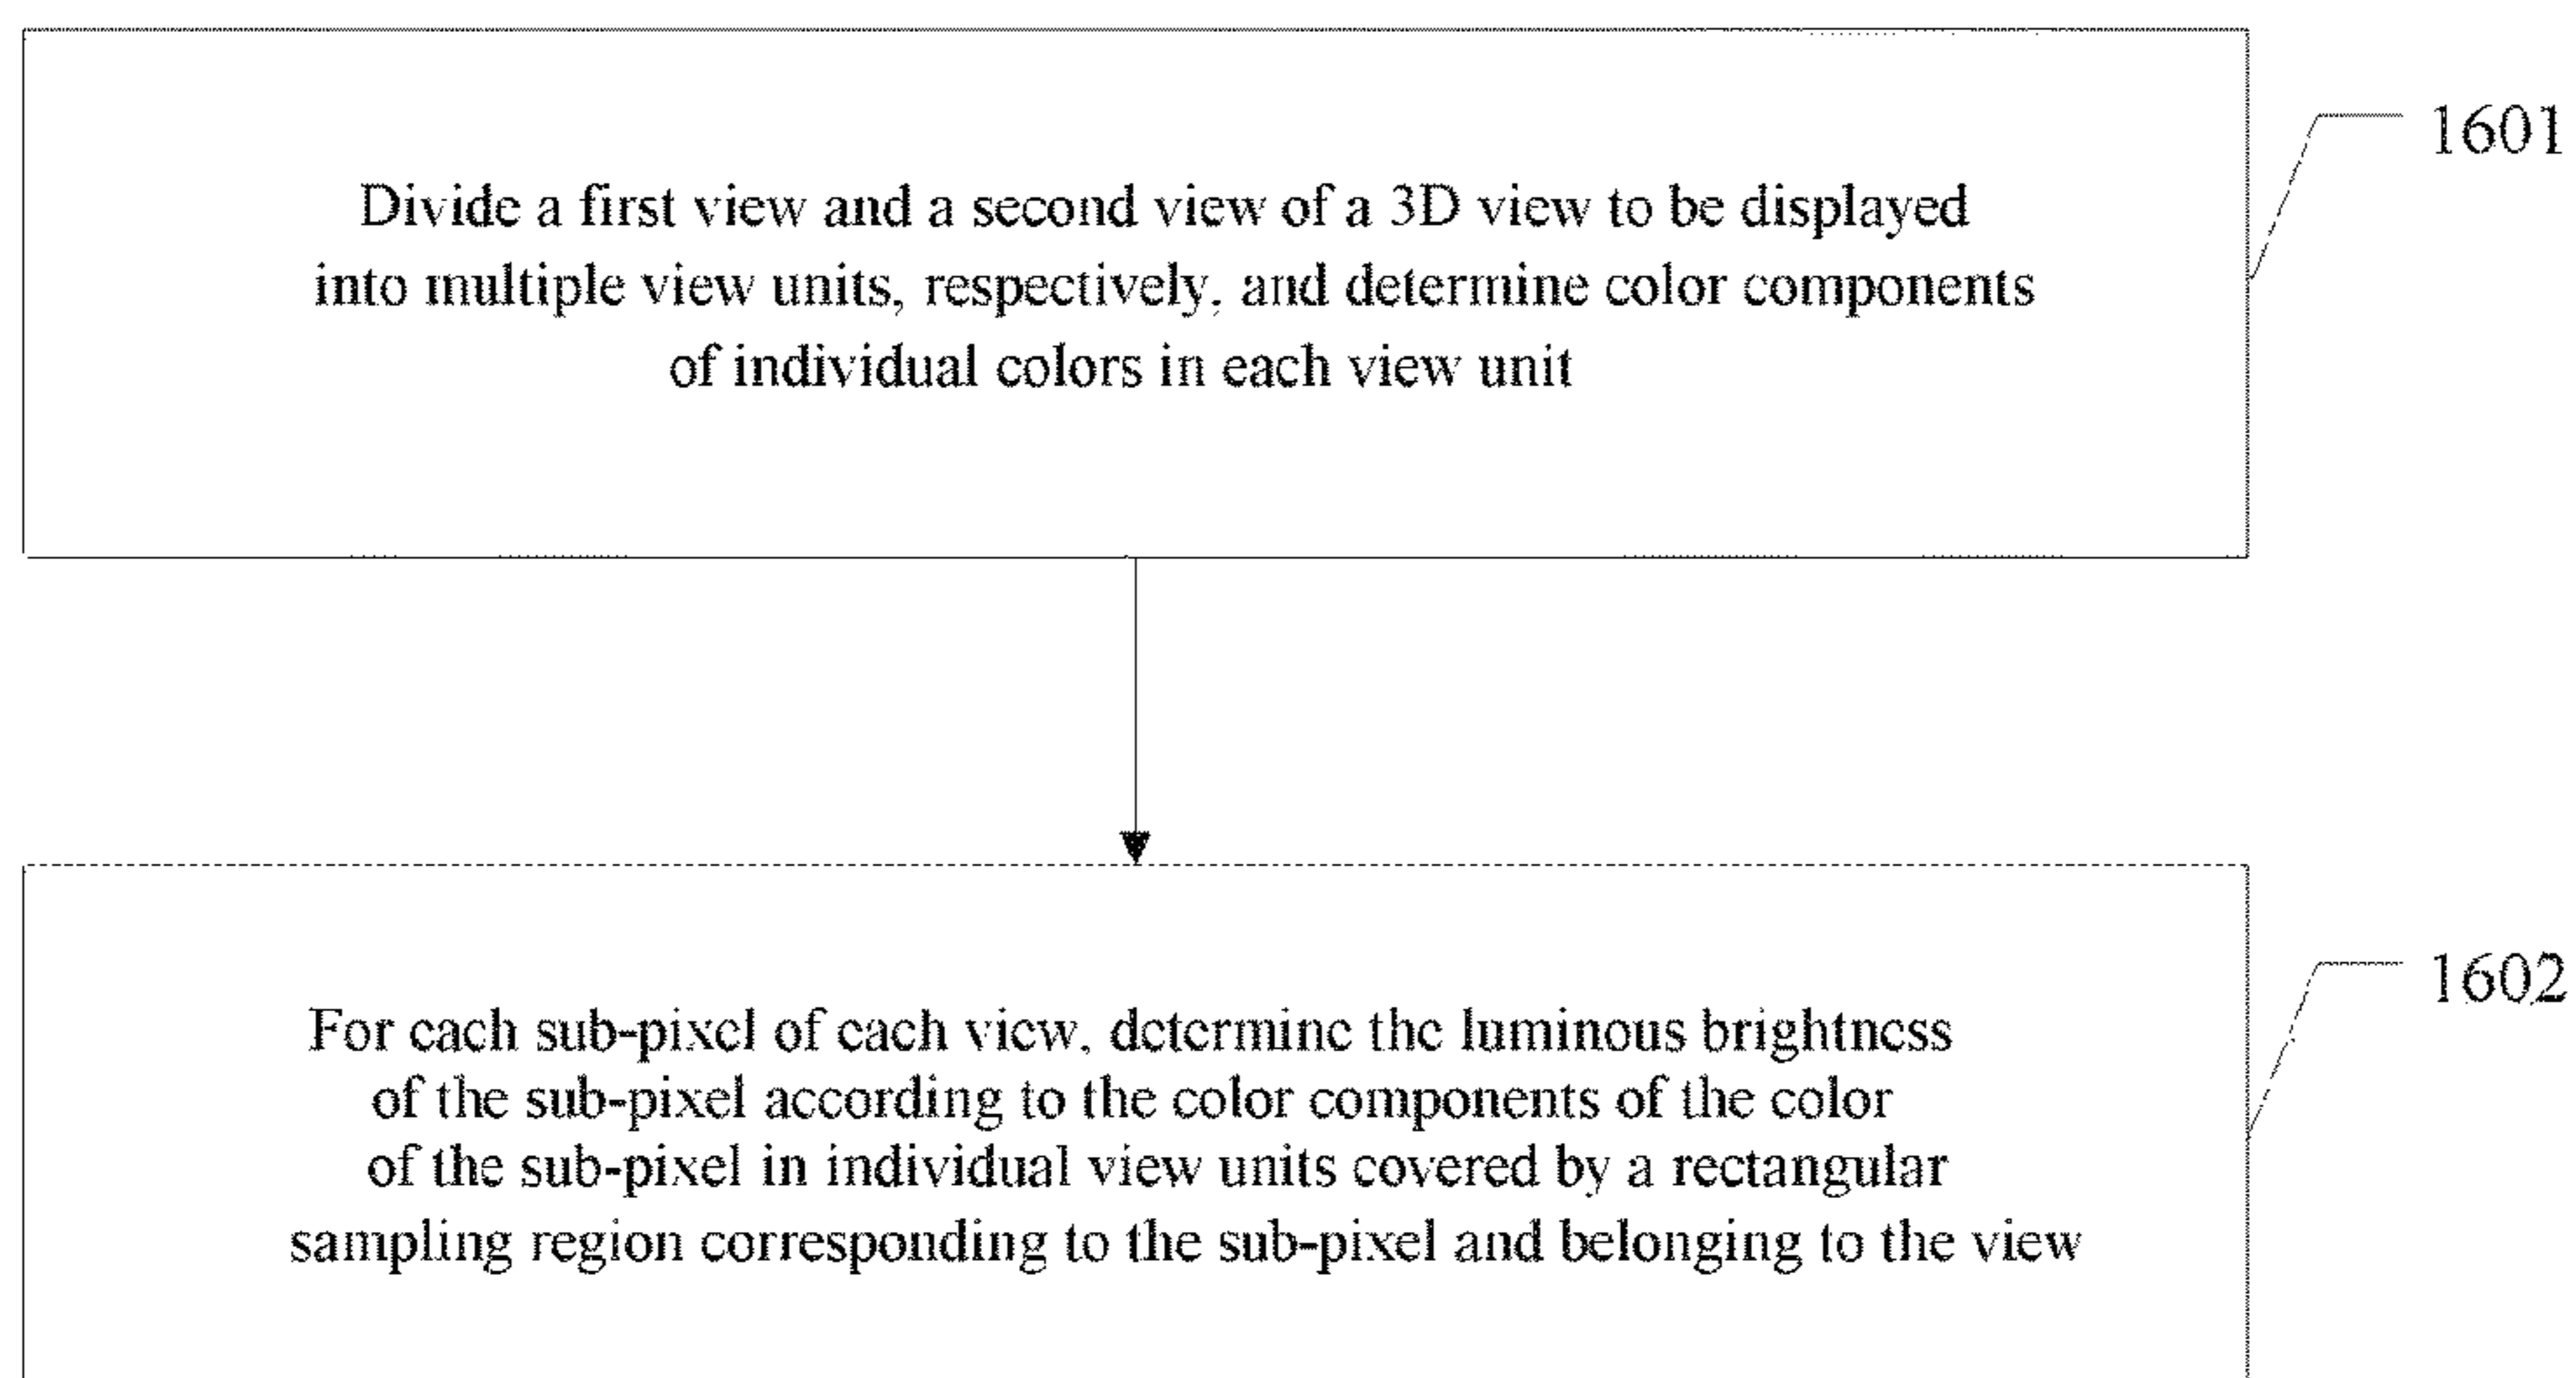 Divide a first view and a second view of a 3D view to be displayed
into multiple view units, respectively, and determine color components
of individual colors in each view unit
1601
For each sub-pixel of each view, determine the luminous brightness
of the sub-pixel according to the color components of the color
of the sub-pixel in individual view units covered by a rectangular
sampling region corresponding to the sub-pixel and belonging to the view
1602